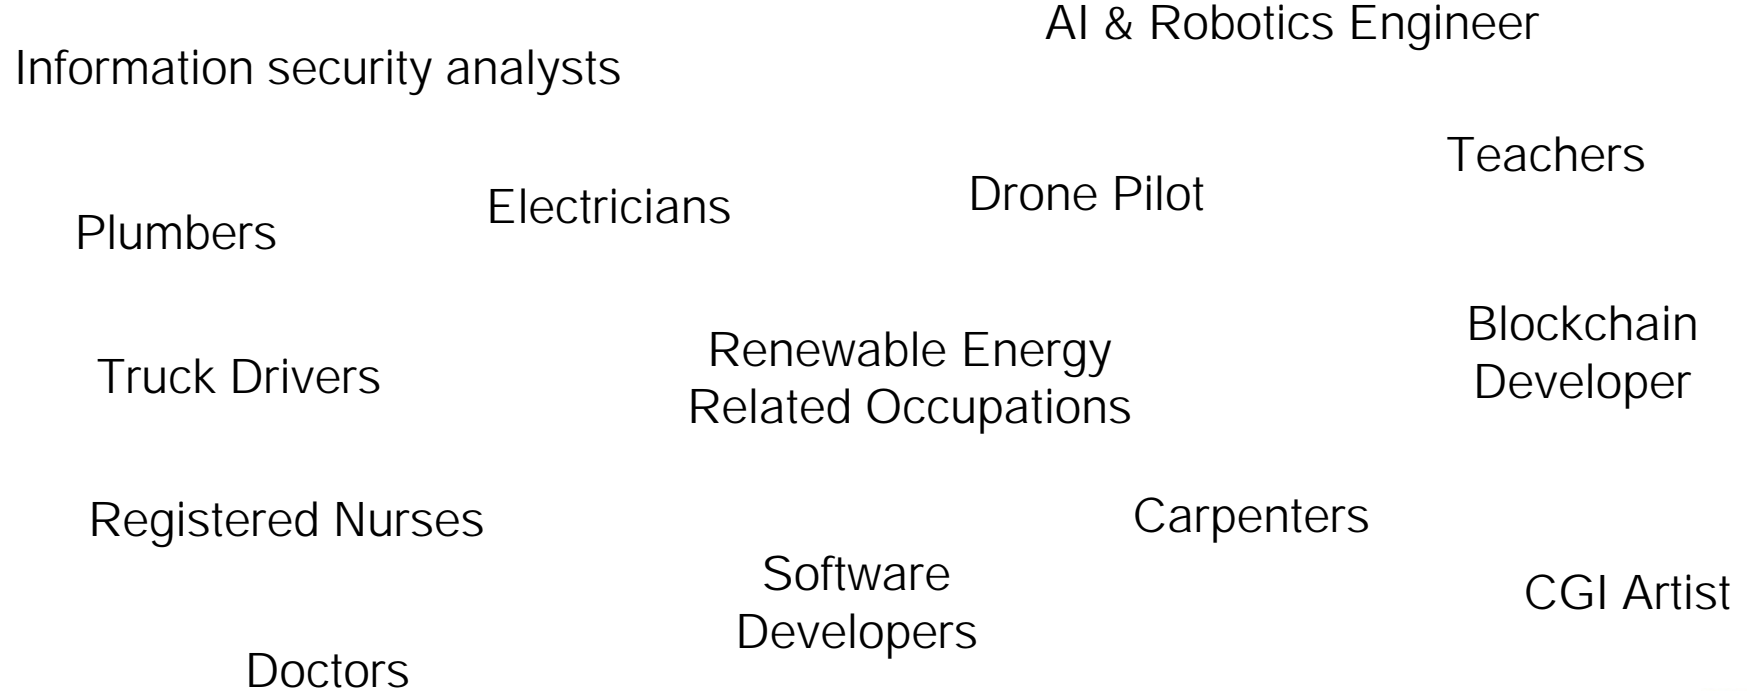 AI & Robotics Engineer
Information security analysts
Teachers
Drone Pilot
Electricians
Plumbers
Blockchain
Developer
Renewable Energy
Related Occupations
Truck Drivers
Carpenters
Registered Nurses
Software
Developers
CGI Artist
Doctors